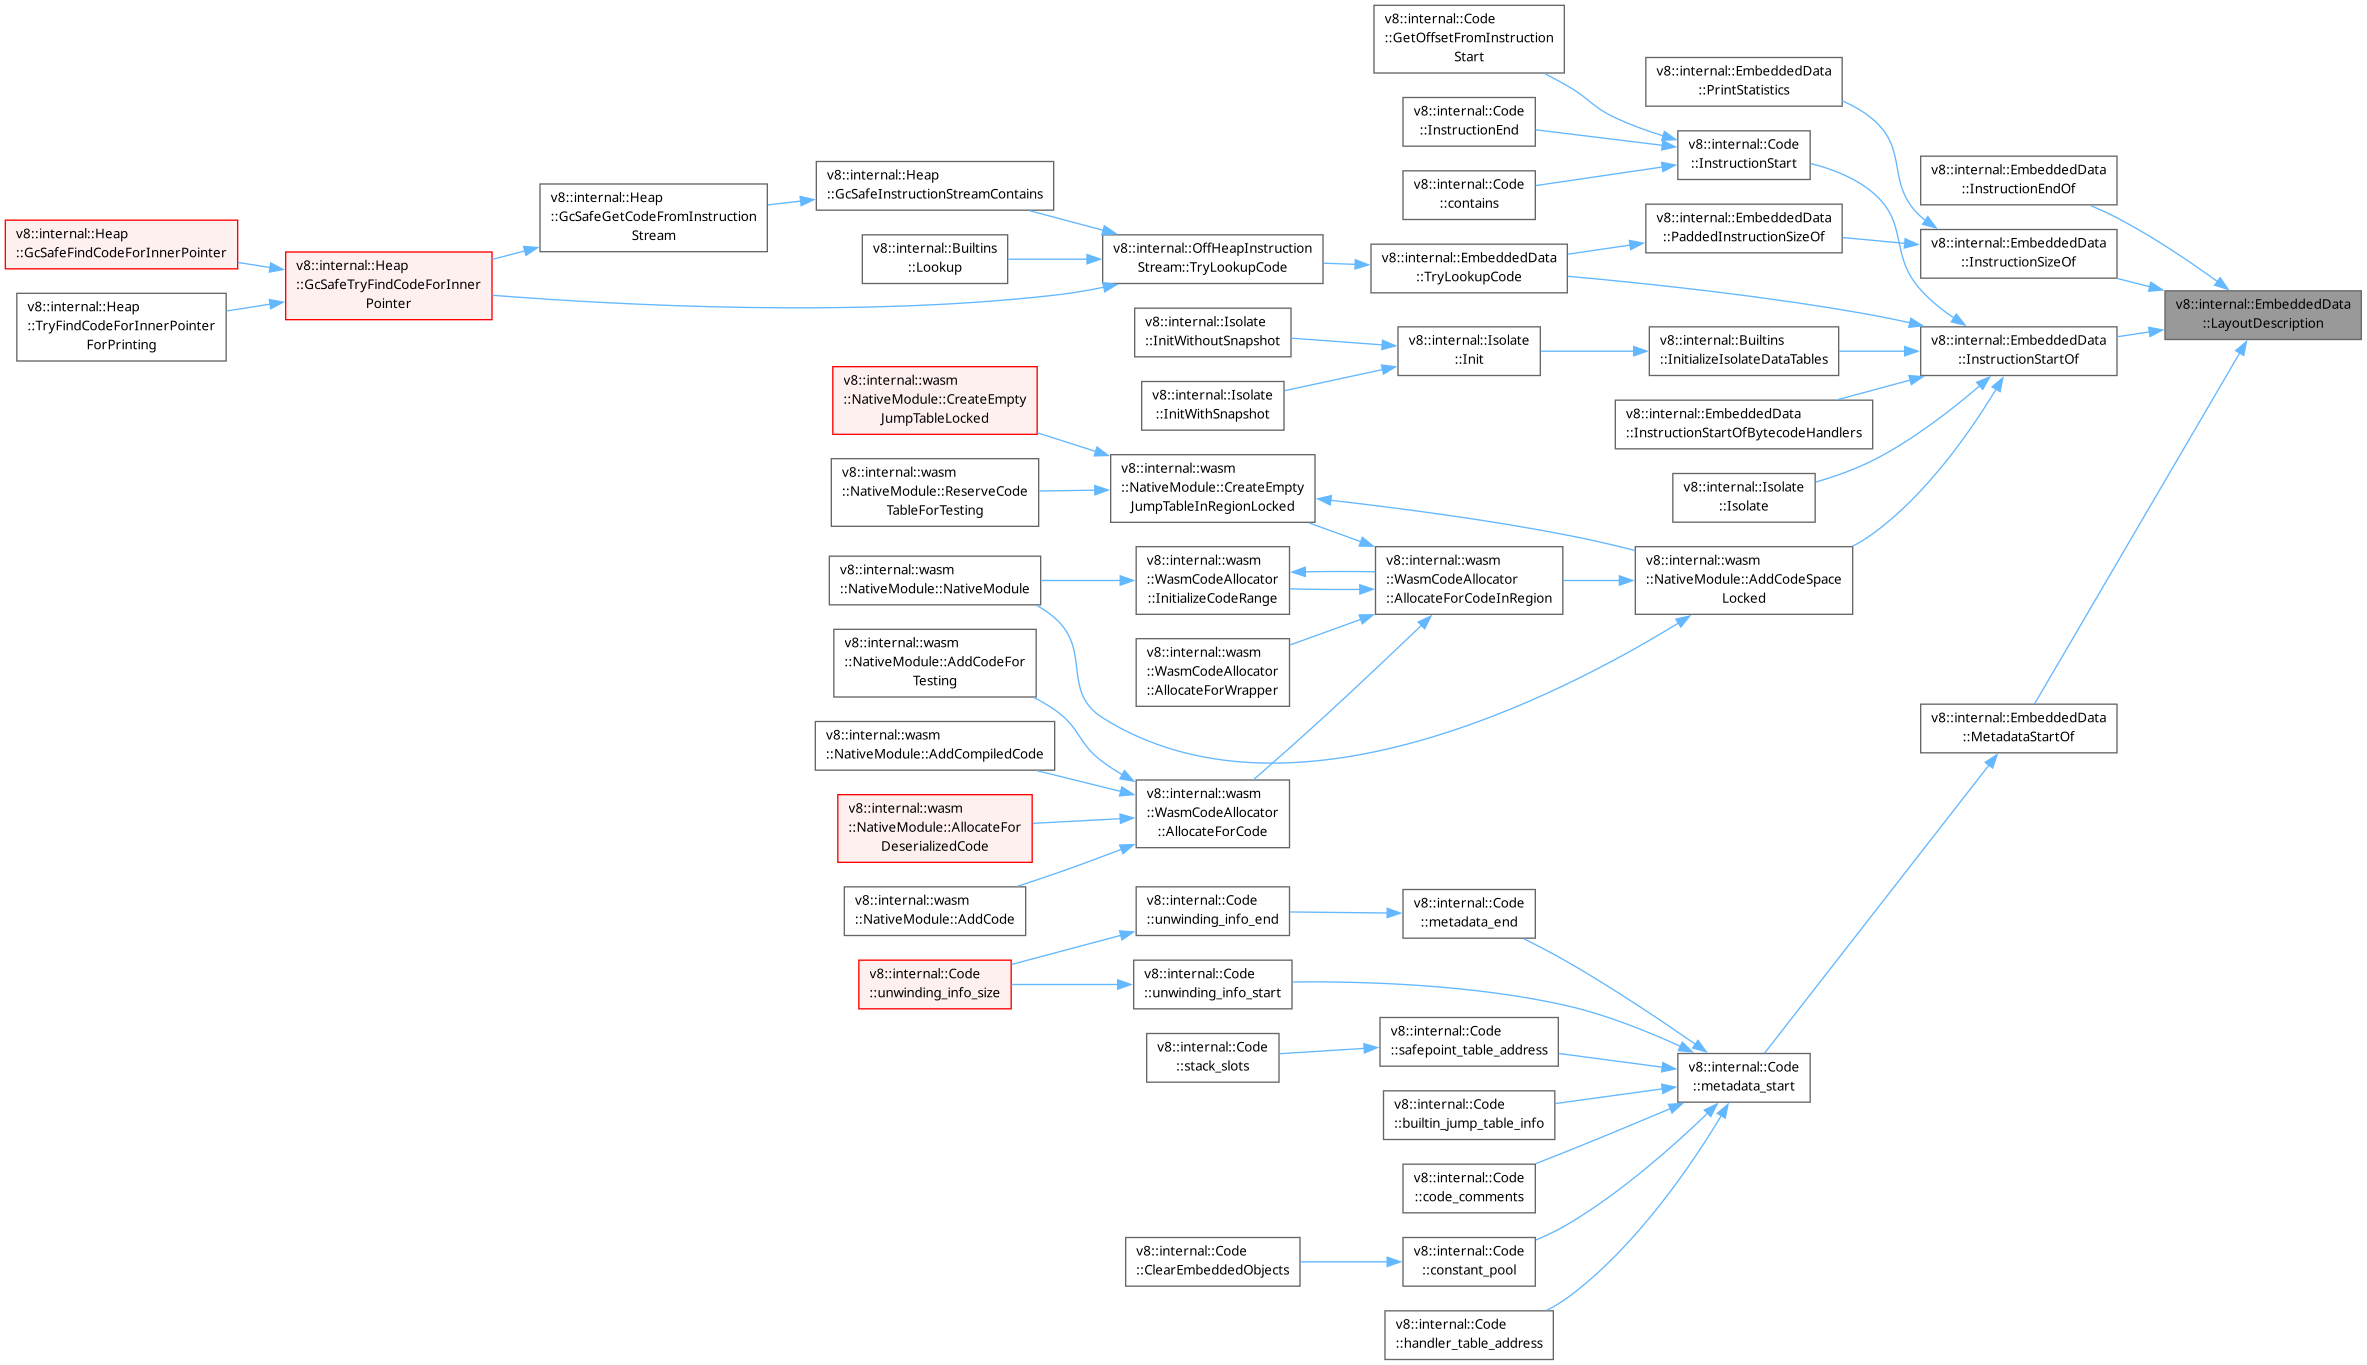 v8::internal::Code
::GetOffsetFromInstruction
Start
v8::internal::EmbeddedData
::PrintStatistics
v8::internal::Code
::InstructionEnd
v8::internal::Code
::InstructionStart
v8::internal::EmbeddedData
::InstructionEndOf
v8::internal::Heap
::GcSafeInstructionStreamContains
v8::internal::Code
::contains
v8::internal::Heap
::GcSafeGetCodeFromInstruction
Stream
v8::internal::EmbeddedData
::PaddedInstructionSizeOf
v8::internal::Heap
::GcSafeFindCodeForInnerPointer
v8::internal::EmbeddedData
::InstructionSizeOf
v8::internal::Builtins
::Lookup
v8::internal::OffHeapInstruction
Stream::TryLookupCode
v8::internal::EmbeddedData
::TryLookupCode
v8::internal::Heap
::GcSafeTryFindCodeForInner
Pointer
v8::internal::Heap
::TryFindCodeForInnerPointer
ForPrinting
v8::internal::EmbeddedData
::LayoutDescription
v8::internal::Isolate
::InitWithoutSnapshot
v8::internal::Isolate
::Init
v8::internal::Builtins
::InitializeIsolateDataTables
v8::internal::EmbeddedData
::InstructionStartOf
v8::internal::wasm
::NativeModule::CreateEmpty
JumpTableLocked
v8::internal::Isolate
::InitWithSnapshot
v8::internal::EmbeddedData
::InstructionStartOfBytecodeHandlers
v8::internal::wasm
::NativeModule::ReserveCode
TableForTesting
v8::internal::wasm
::NativeModule::CreateEmpty
JumpTableInRegionLocked
v8::internal::Isolate
::Isolate
v8::internal::wasm
::NativeModule::NativeModule
v8::internal::wasm
::WasmCodeAllocator
::InitializeCodeRange
v8::internal::wasm
::WasmCodeAllocator
::AllocateForCodeInRegion
v8::internal::wasm
::NativeModule::AddCodeSpace
Locked
v8::internal::wasm
::NativeModule::AddCodeFor
Testing
v8::internal::wasm
::WasmCodeAllocator
::AllocateForWrapper
v8::internal::wasm
::NativeModule::AddCompiledCode
v8::internal::EmbeddedData
::MetadataStartOf
v8::internal::wasm
::NativeModule::AllocateFor
DeserializedCode
v8::internal::wasm
::WasmCodeAllocator
::AllocateForCode
v8::internal::wasm
::NativeModule::AddCode
v8::internal::Code
::unwinding_info_end
v8::internal::Code
::metadata_end
v8::internal::Code
::unwinding_info_size
v8::internal::Code
::unwinding_info_start
v8::internal::Code
::stack_slots
v8::internal::Code
::safepoint_table_address
v8::internal::Code
::metadata_start
v8::internal::Code
::builtin_jump_table_info
v8::internal::Code
::code_comments
v8::internal::Code
::ClearEmbeddedObjects
v8::internal::Code
::constant_pool
v8::internal::Code
::handler_table_address